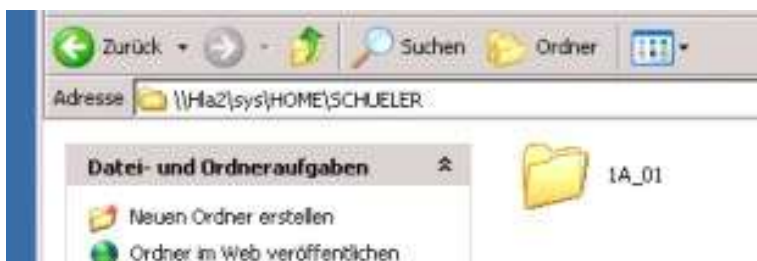 Zurück Suchen Ordner
Adresse \\Hla2\sys\HOME\SCHUELER
Datei- und Ordneraufgaben
1A_01
Neuen Ordner erstellen
Ordner im Web veröffentlichen